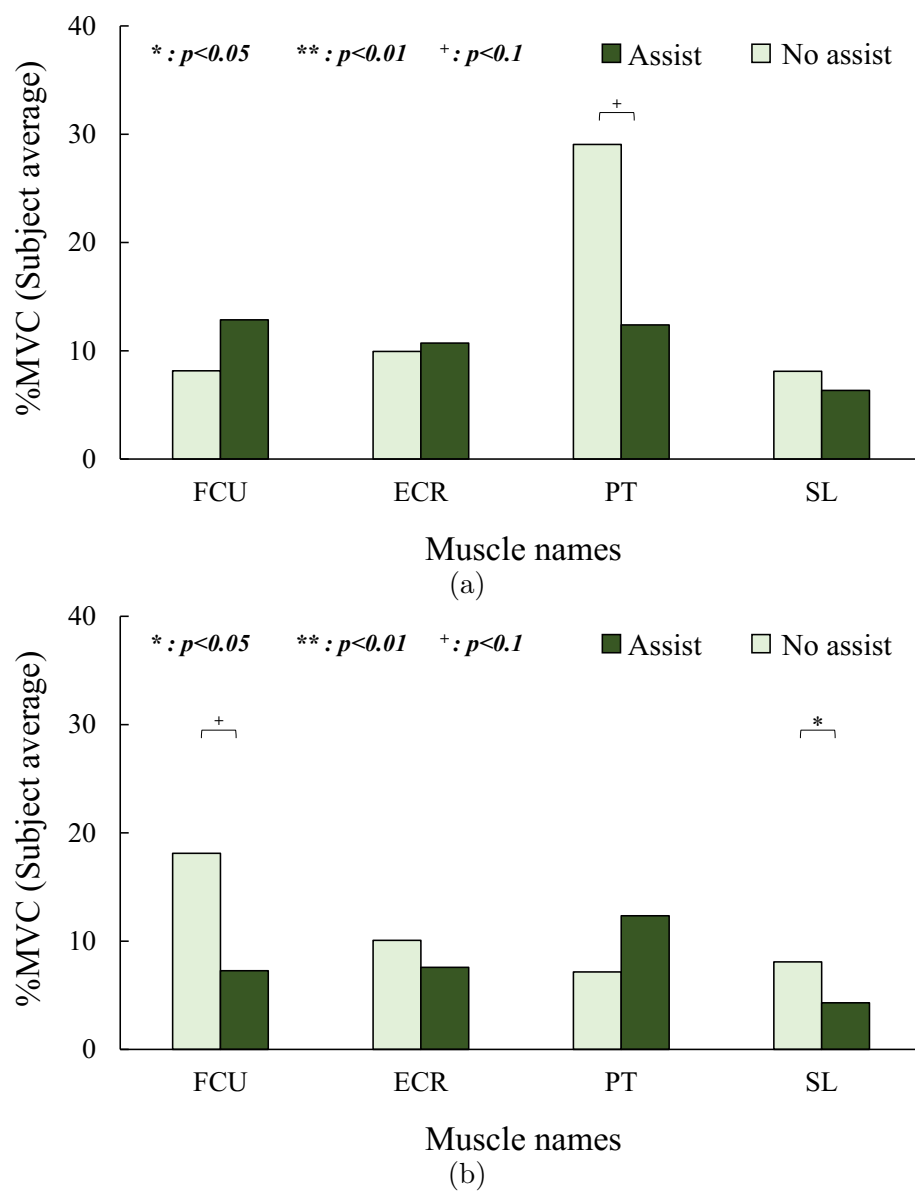 40
* : p<0.05 ** : p<0.01 + : p<0.1 Assist No assist
+
30
20
10
0
%MVC (Subject average)
FCU ECR PT SL
Muscle names
(a)
40
* : p<0.05 ** : p<0.01 + : p<0.1 Assist No assist
+ *
30
20
10
0
%MVC (Subject average)
FCU ECR PT SL
Muscle names
(b)